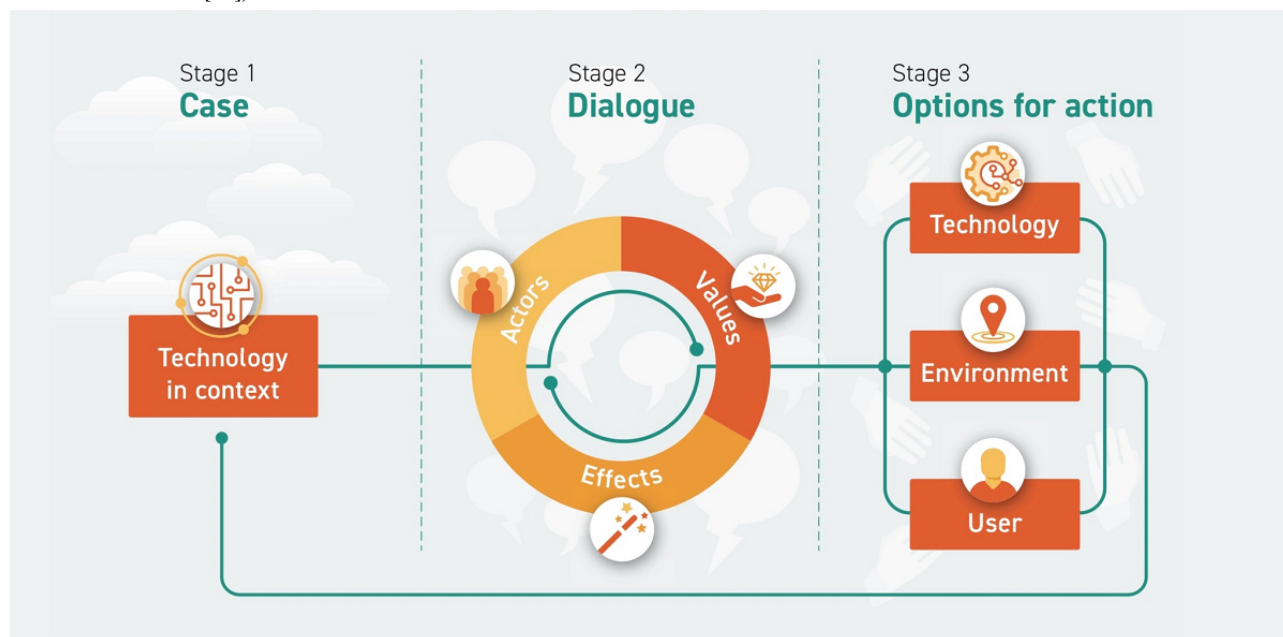 Stage 1
Case
Stage 2
Dialogue
Stage 3
Options for action
Technology
in context
Actors
Values
Effects
Technology
Environment
User